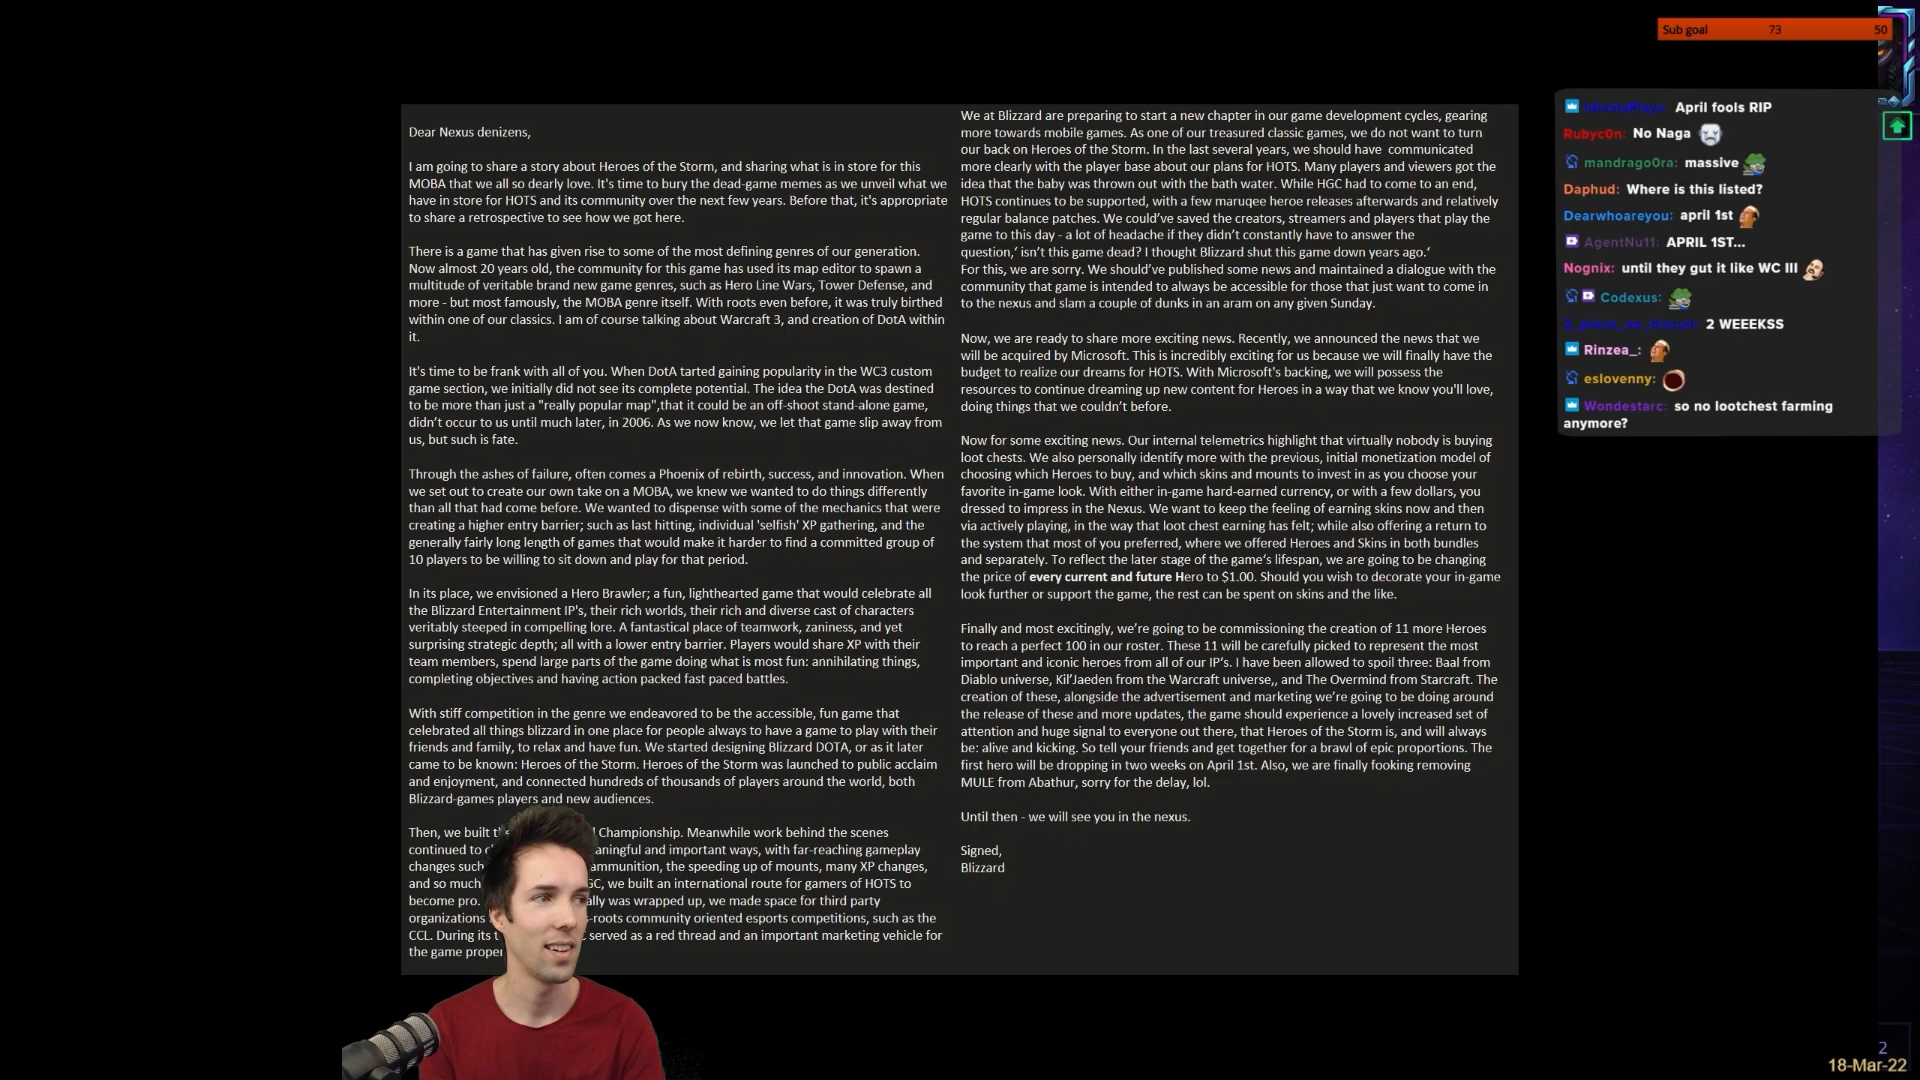 Sub goal 73 50
Dear Nexus denizens,
I am going to share a story about Heroes of the Storm, and sharing what is in store for this
MOBA that we all so dearly love. It's time to bury the dead-game memes as we unveil what we
have in store for HOTS and its community over the next few years. Before that, it's appropriate
to share a retrospective to see how we got here.
There is a game that has given rise to some of the most defining genres of our generation.
Now almost 20 years old, the community for this game has used its map editor to spawn a
multitude of veritable brand new game genres, such as Hero Line Wars, Tower Defense, and
more - but most famously, the MOBA genre itself. With roots even before, it was truly birthed
within one of our classics. I am of course talking about Warcraft 3, and creation of DotA within
it.
It's time to be frank with all of you. When DotA tarted gaining popularity in the WC3 custom
game section, we initially did not see its complete potential. The idea the DotA was destined
to be more than just a "really popular map",that it could be an off-shoot stand-alone game,
didn't occur to us until much later, in 2006. As we now know, we let that game slip away from
us, but such is fate.
Through the ashes of failure, often comes a Phoenix of rebirth, success, and innovation. When
we set out to create our own take on a MOBA, we knew we wanted to do things differently
than all that had come before. We wanted to dispense with some of the mechanics that were
creating a higher entry barrier; such as last hitting, individual 'selfish' XP gathering, and the
generally fairly long length of games that would make it harder to find a committed group of
10 players to be willing to sit down and play for that period.
In its place, we envisioned a Hero Brawler; a fun, lighthearted game that would celebrate all
the Blizzard Entertainment IP's, their rich worlds, their rich and diverse cast of characters
veritably steeped in compelling lore. A fantastical place of teamwork, zaniness, and yet
surprising strategic depth; all with a lower entry barrier. Players would share XP with their
team members, spend large parts of the game doing what is most fun: annihilating things,
completing objectives and having action packed fast paced battles.
With stiff competition in the genre we endeavored to be the accessible, fun game that
celebrated all things blizzard in one place for people always to have a game to play with their
friends and family, to relax and have fun. We started designing Blizzard DOTA, or as it later
came to be known: Heroes of the Storm. Heroes of the Storm was launched to public acclaim
and enjoyment, and connected hundreds of thousands of players around the world, both
Blizzard-games players and new audiences.
Then, we built Championship. Meanwhile work behind the scenes
continued to aningful and important ways, with far-reaching gameplay
changes such ammunition, the speeding up of mounts, many XP changes,
and so much GC, we built an international route for gamers of HOTS to
become pro. ally was wrapped up, we made space for third party
organizations -roots community oriented esports competitions, such as the
CCL. During its served as a red thread and an important marketing vehicle for
the game proper
We at Blizzard are preparing to start a new chapter in our game development cycles, gearing
more towards mobile games. As one of our treasured classic games, we do not want to turn
our back on Heroes of the Storm. In the last several years, we should have communicated
more clearly with the player base about our plans for HOTS. Many players and viewers got the
idea that the baby was thrown out with the bath water. While HGC had to come to an end,
HOTS continues to be supported, with a few maruqee heroe releases afterwards and relatively
regular balance patches. We could've saved the creators, streamers and players that play the
game to this day - a lot of headache if they didn't constantly have to answer the
question,' isn't this game dead? I thought Blizzard shut this game down years ago.'
For this, we are sorry. We should've published some news and maintained a dialogue with the
community that game is intended to always be accessible for those that just want to come in
to the nexus and slam a couple of dunks in an aram on any given Sunday.
Now, we are ready to share more exciting news. Recently, we announced the news that we
will be acquired by Microsoft. This is incredibly exciting for us because we will finally have the
budget to realize our dreams for HOTS. With Microsoft's backing, we will possess the
resources to continue dreaming up new content for Heroes in a way that we know you'll love,
doing things that we couldn't before.
Now for some exciting news. Our internal telemetrics highlight that virtually nobody is buying
loot chests. We also personally identify more with the previous, initial monetization model of
choosing which Heroes to buy, and which skins and mounts to invest in as you choose your
favorite in-game look. With either in-game hard-earned currency, or with a few dollars, you
dressed to impress in the Nexus. We want to keep the feeling of earning skins now and then
via actively playing, in the way that loot chest earning has felt; while also offering a return to
the system that most of you preferred, where we offered Heroes and Skins in both bundles
and separately. To reflect the later stage of the game's lifespan, we are going to be changing
the price of every current and future Hero to $1.00. Should you wish to decorate your in-game
look further or support the game, the rest can be spent on skins and the like.
Finally and most excitingly, we're going to be commissioning the creation of 11 more Heroes
to reach a perfect 100 in our roster. These 11 will be carefully picked to represent the most
important and iconic heroes from all of our IP's. I have been allowed to spoil three: Baal from
Diablo universe, Kil'Jaeden from the Warcraft universe,, and The Overmind from Starcraft. The
creation of these, alongside the advertisement and marketing we're going to be doing around
the release of these and more updates, the game should experience a lovely increased set of
attention and huge signal to everyone out there, that Heroes of the Storm is, and will always
be: alive and kicking. So tell your friends and get together for a brawl of epic proportions. The
first hero will be dropping in two weeks on April 1st. Also, we are finally fooking removing
MULE from Abathur, sorry for the delay, lol.
Until then - we will see you in the nexus.
Signed,
Blizzard
April fools RIP
Rubyc0n: No Naga
mandrago0ra: massive
Daphud: Where is this listed?
Dearwhoareyou: april 1st
AgentNu11: APRIL 1ST...
Nognix: until they gut it like WC III
Codexus:
2 WEEEKSS
Rinzea_:
eslovenny:
Wondestarc: so no lootchest farming
anymore?
2
18-Mar-22